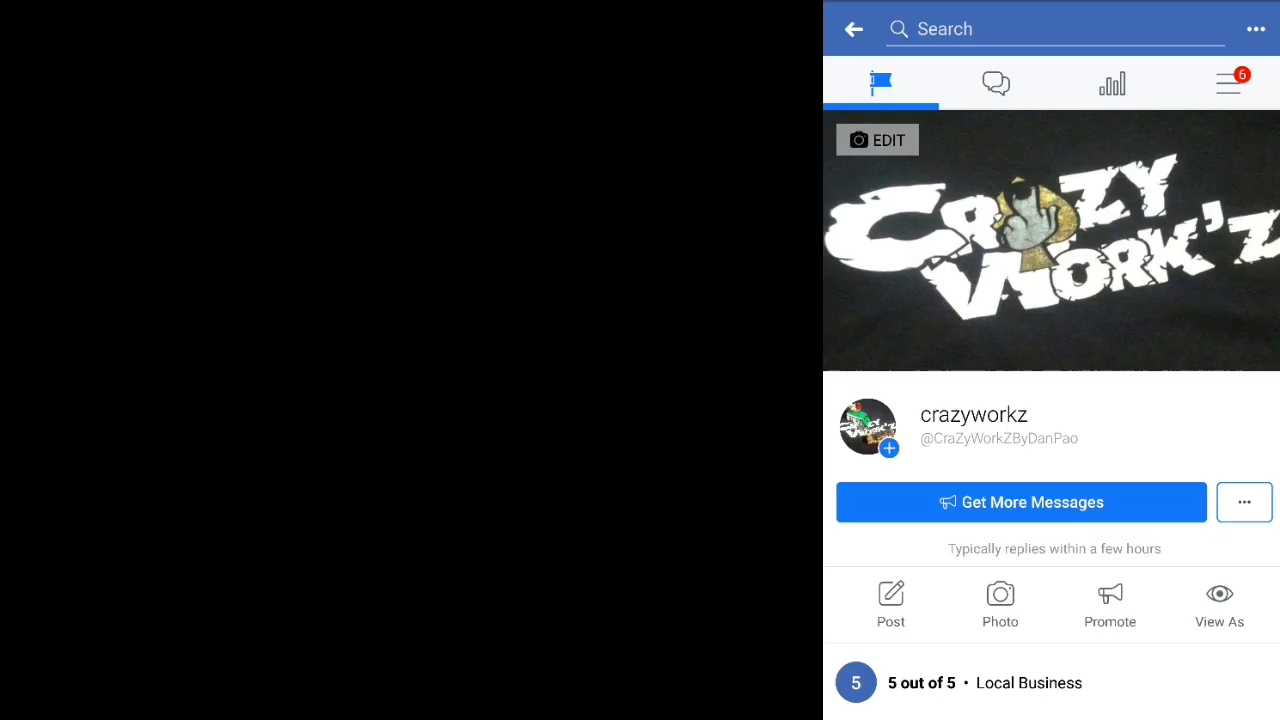 Search
6
EDIT
CRAZY
WORK'Z
crazyworkz
@CraZyWorkZByDanPao
Get More Messages
Typically replies within a few hours
Post
Photo
Promote
View As
5
5 out of 5 • Local Business